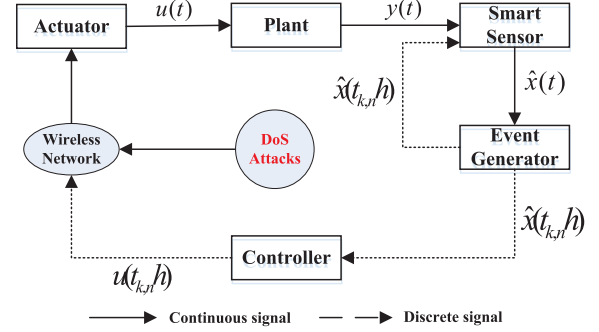 Actuator
u(t)
Plant
y(t)
Smart
Sensor
x̂(t_{k,n}h)
x̂(t)
Wireless
Network
DoS
Attacks
Event
Generator
x̂(t_{k,n}h)
Controller
u(t_{k,n}h)
Continuous signal
Discrete signal